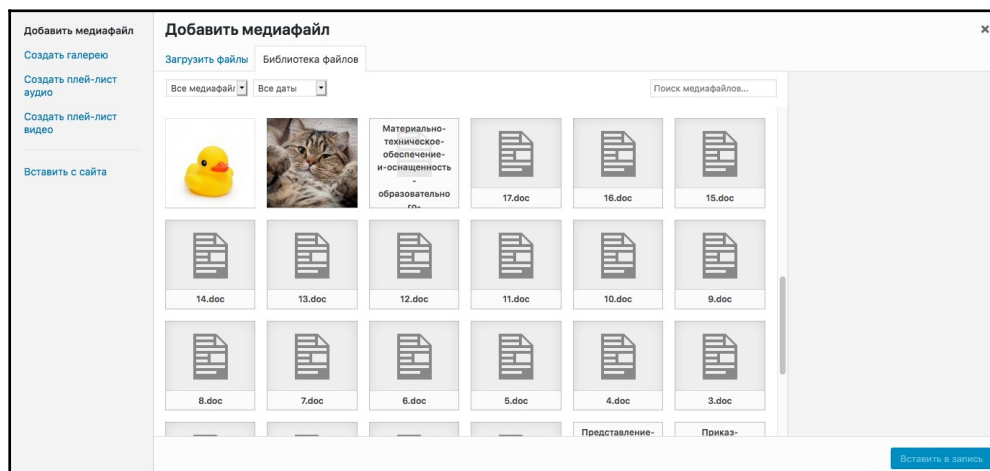 Добавить медиафайл
Создать галерею
Создать плей-лист
аудио
Создать плей-лист
видео
Вставить с сайта
Добавить медиафайл
×
Загрузить файлы
Библиотека файлов
Все медиафайл
Все даты
Поиск медиафайлов...
Материально-
техническое-
обеспечение-
и-оснащенность
-
образовательно
го-
17.doc
16.doc
15.doc
14.doc
13.doc
12.doc
11.doc
10.doc
9.doc
8.doc
7.doc
6.doc
5.doc
4.doc
3.doc
Представление-
Приказ-
Вставить в запись